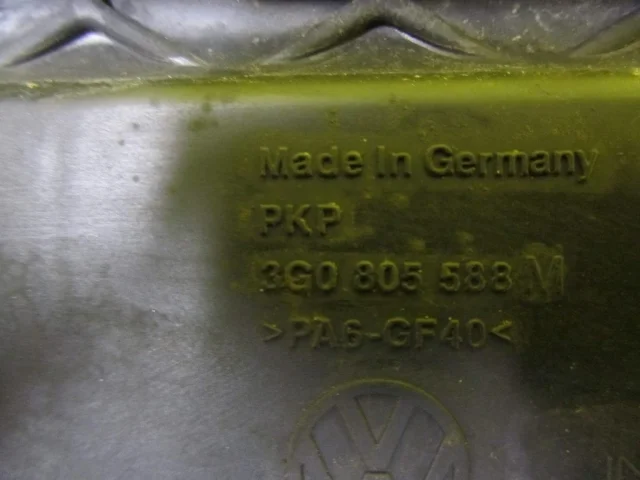 Made In Germany
PKP
3G0 805 588 M
>PA6-GF40<